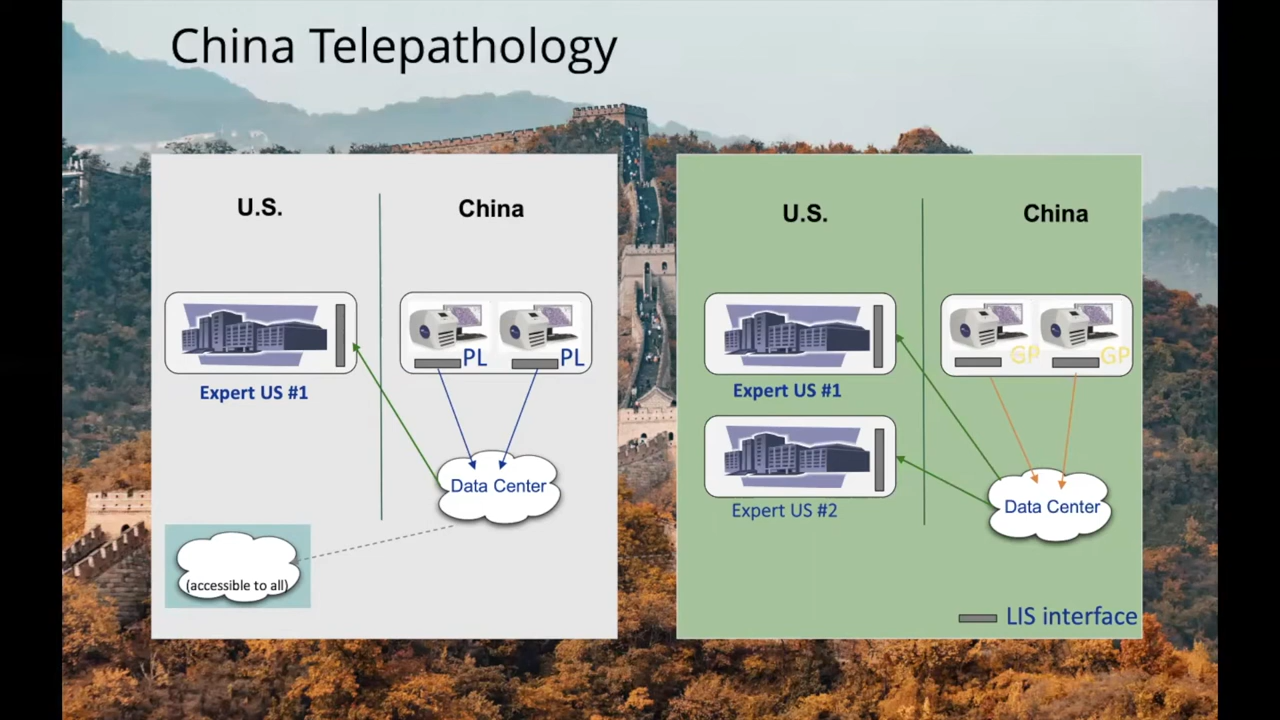 China Telepathology
U.S.
China
PL
PL
Expert US #1
Data Center
(accessible to all)
U.S.
China
GP
GP
Expert US #1
Expert US #2
Data Center
LIS interface